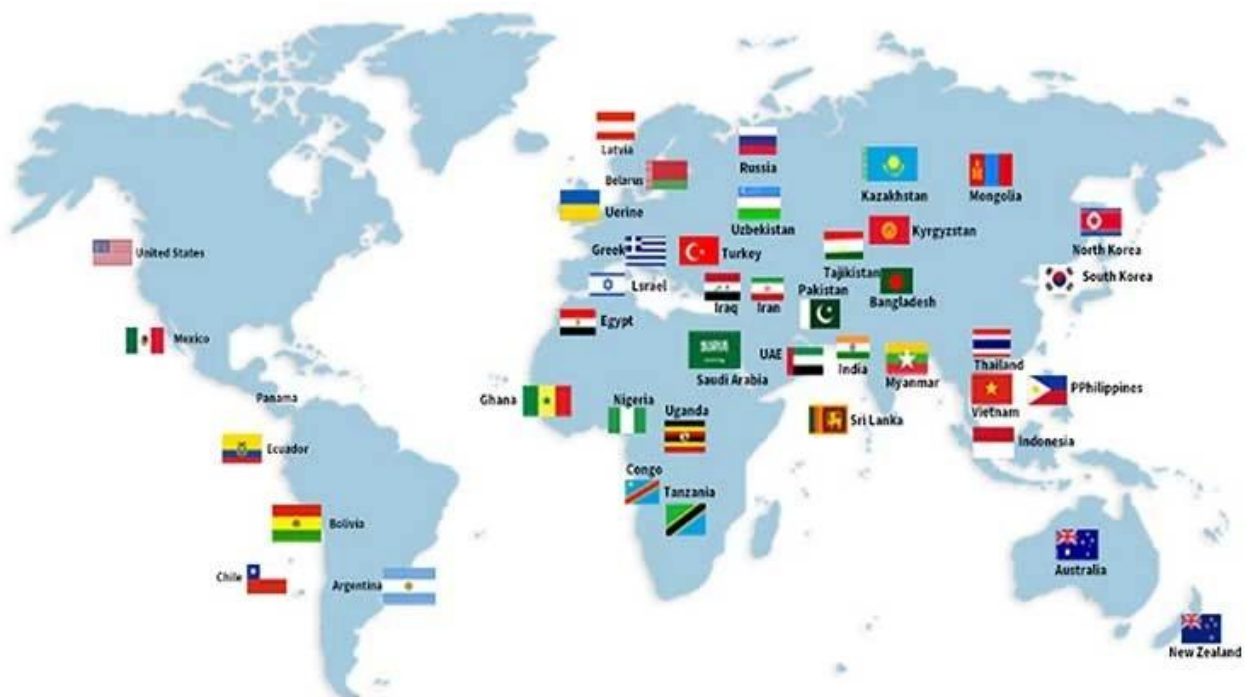 Latvia
Russia
Belarus
Kazakhstan
Mongolia
Uerine
Uzbekistan
Kyrgyzstan
North Korea
United States
Greek
Turkey
Tajikistan
South Korea
Lsrael
Iraq
Iran
Pakistan
Bangladesh
Egypt
Mexico
Saudi Arabia
UAE
India
Myanmar
Thailand
Panama
Ghana
Nigeria
Uganda
Sri Lanka
Vietnam
PPhilippines
Ecuador
Indonesia
Congo
Tanzania
Bolivia
Chile
Argentina
Australia
New Zealand